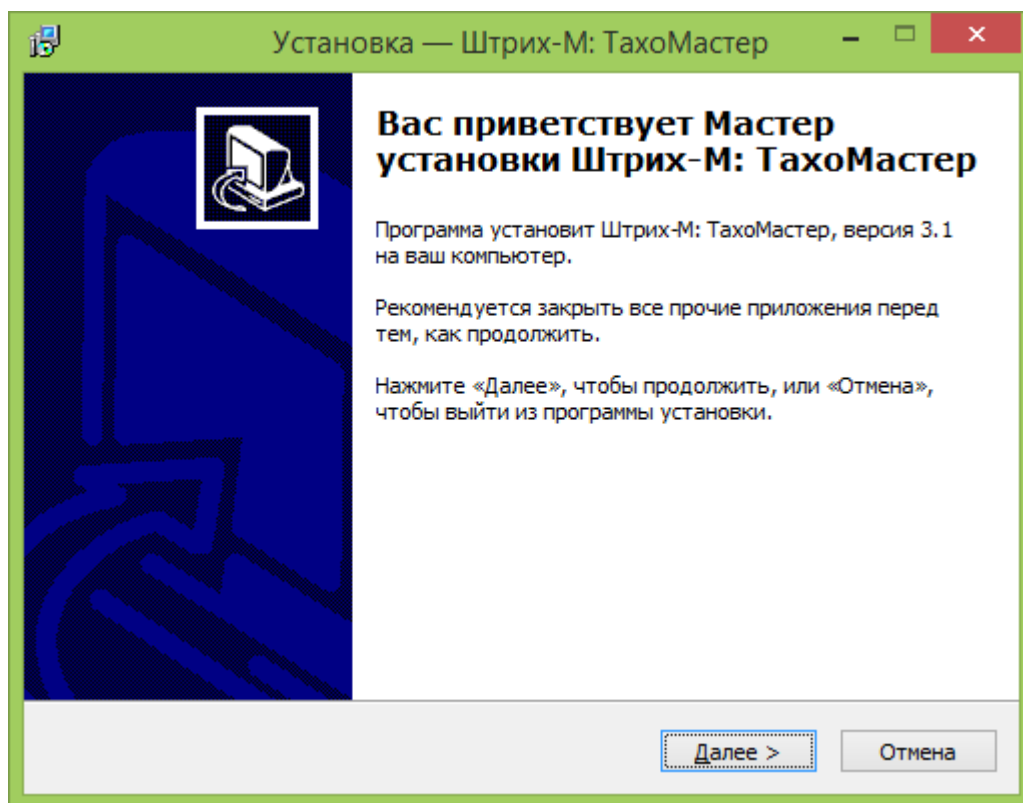 Установка — Штрих-М: ТахоМастер
Вас приветствует Мастер
установки Штрих-М: ТахоМастер
Программа установит Штрих-М: ТахоМастер, версия 3.1
на ваш компьютер.
Рекомендуется закрыть все прочие приложения перед
тем, как продолжить.
Нажмите «Далее», чтобы продолжить, или «Отмена»,
чтобы выйти из программы установки.
Далее >
Отмена